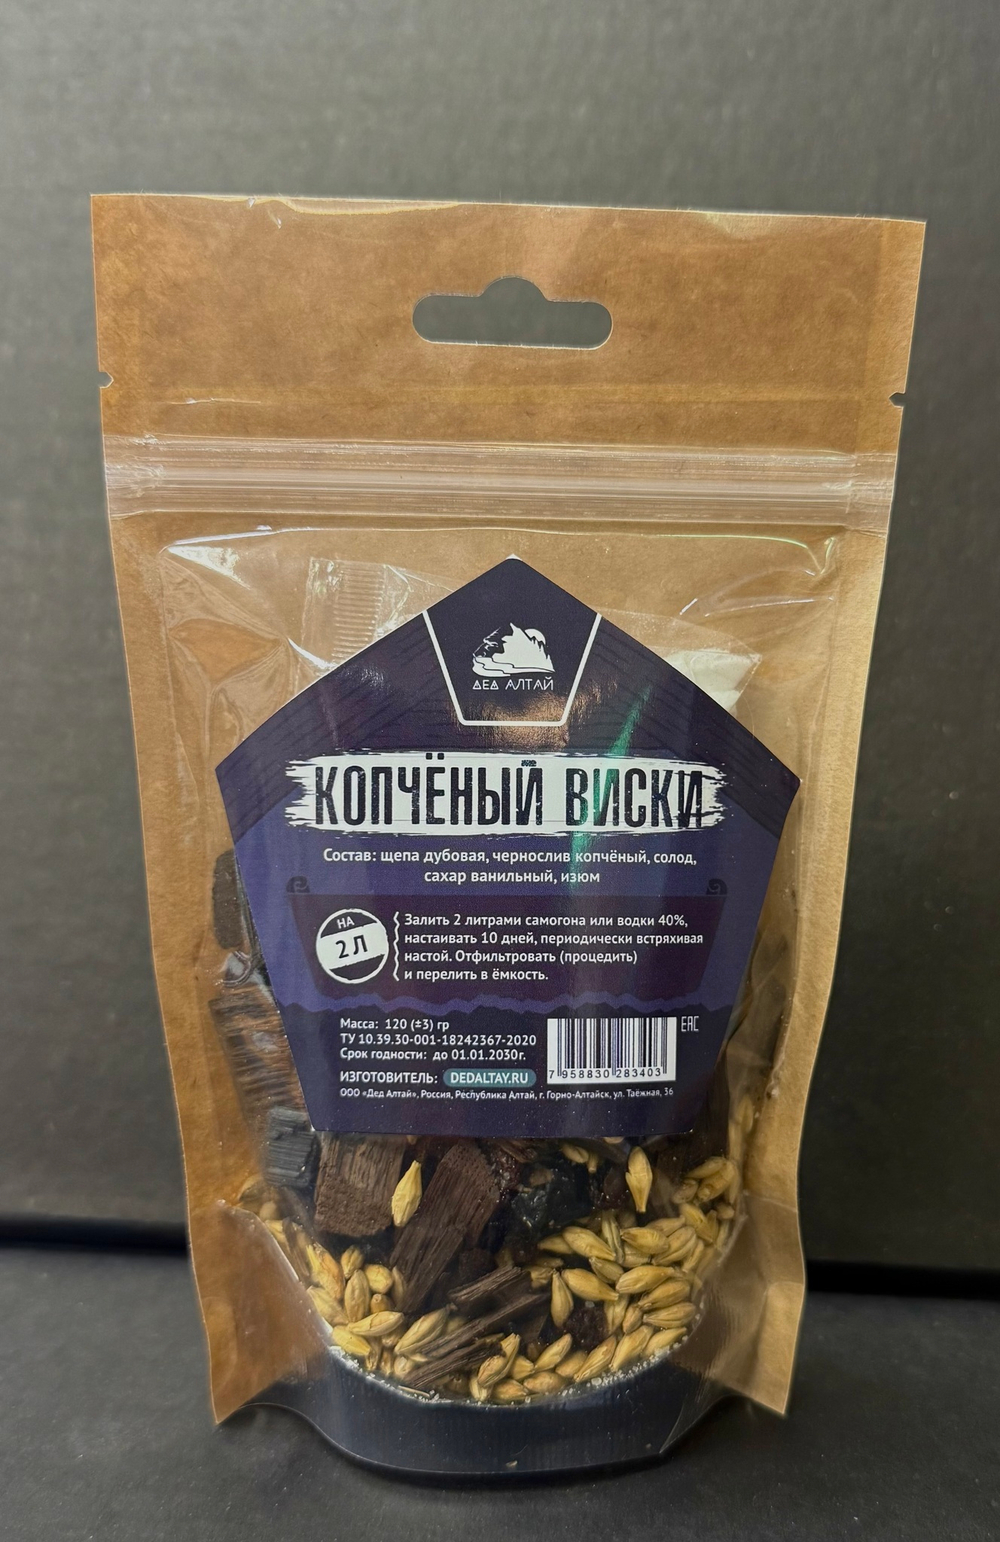 ДЕД АЛТАЙ
КОПЧЁНЫЙ ВИСКИ
Состав: щепа дубовая, чернослив копчёный, солод,
сахар ванильный, изюм
НА
2 Л
Залить 2 литрами самогона или водки 40%,
настаивать 10 дней, периодически встряхивая
настой. Отфильтровать (процедить)
и перелить в ёмкость.
Масса: 120 (±3) гр
ТУ 10.39.30-001-18242367-2020
Срок годности: до 01.01.2030г.
ИЗГОТОВИТЕЛЬ: DEDALTAY.RU
ООО «Дед Алтай», Россия, Республика Алтай, г. Горно-Алтайск, ул. Таёжная, 36
7 958830 283403
EAC